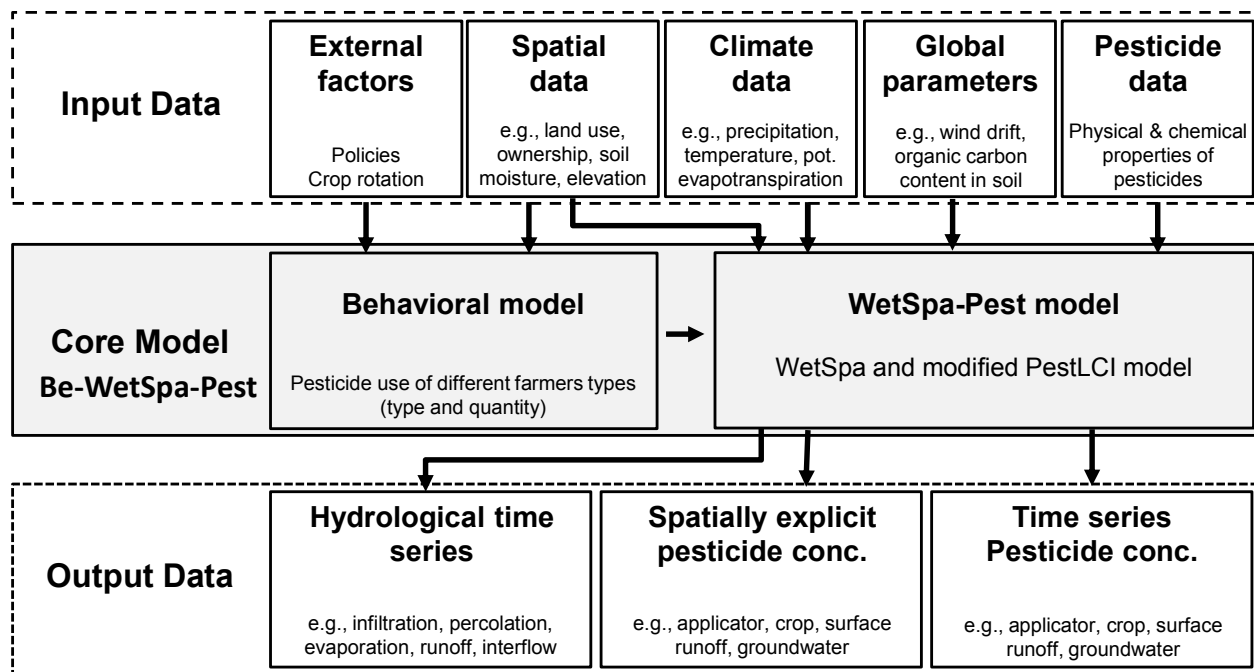 Input Data
External
factors
Policies
Crop rotation
Spatial
data
e.g., land use,
ownership, soil
moisture, elevation
Climate
data
e.g., precipitation,
temperature, pot.
evapotranspiration
Global
parameters
e.g., wind drift,
organic carbon
content in soil
Pesticide
data
Physical & chemical
properties of
pesticides
Core Model
Be-WetSpa-Pest
Behavioral model
Pesticide use of different farmers types
(type and quantity)
WetSpa-Pest model
WetSpa and modified PestLCI model
Output Data
Hydrological time
series
e.g., infiltration, percolation,
evaporation, runoff, interflow
Spatially explicit
pesticide conc.
e.g., applicator, crop, surface
runoff, groundwater
Time series
Pesticide conc.
e.g., applicator, crop, surface
runoff, groundwater